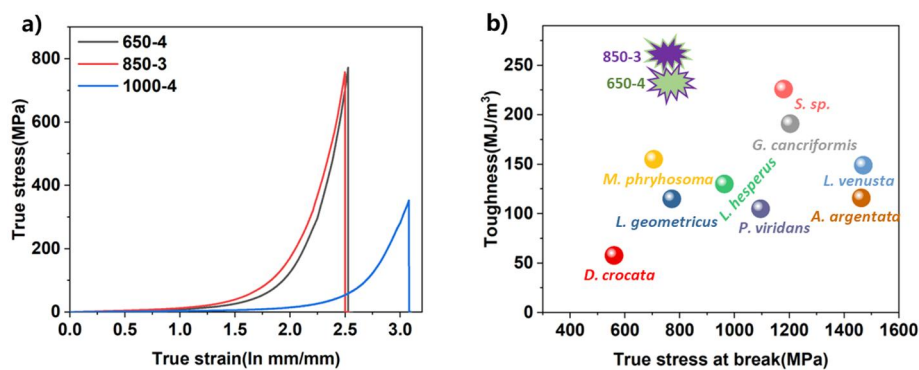 a)
650-4
850-3
1000-4
800
600
400
200
0
True stress(MPa)
0.0 0.5 1.0 1.5 2.0 2.5 3.0
True strain(ln mm/mm)
b)
250
200
150
100
50
0
Toughness(MJ/m³)
850-3
650-4
S. sp.
G. cancriformis
M. phryhosoma
L. hesperus
L. venusta
L. geometricus
P. viridans
A. argentata
D. crocata
400 600 800 1000 1200 1400 1600
True stress at break(MPa)